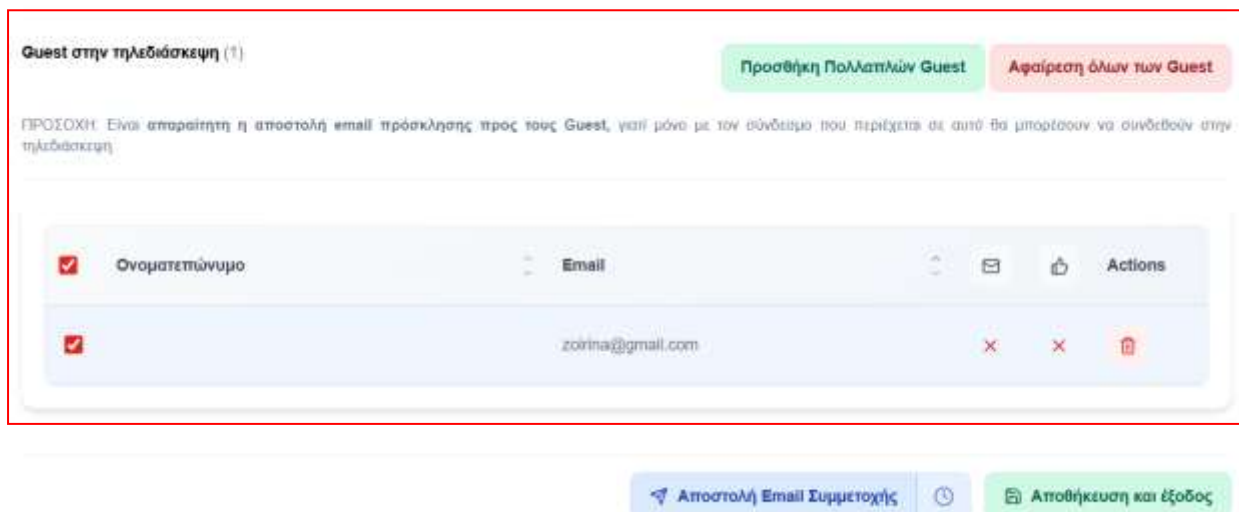 Guest στην τηλεδιάσκεψη (1)
Προσθήκη Πολλαπλών Guest
Αφαίρεση όλων των Guest
ΠΡΟΣΟΧΗ: Είναι απαραίτητη η αποστολή email πρόσκλησης προς τους Guest, γιατί μόνο με τον σύνδεσμο που περιέχεται σε αυτό θα μπορέσουν να συνδεθούν στην
τηλεδιάσκεψη
Ονοματεπώνυμο Email Actions
zoirina@gmail.com
Αποστολή Email Συμμετοχής
Αποθήκευση και έξοδος